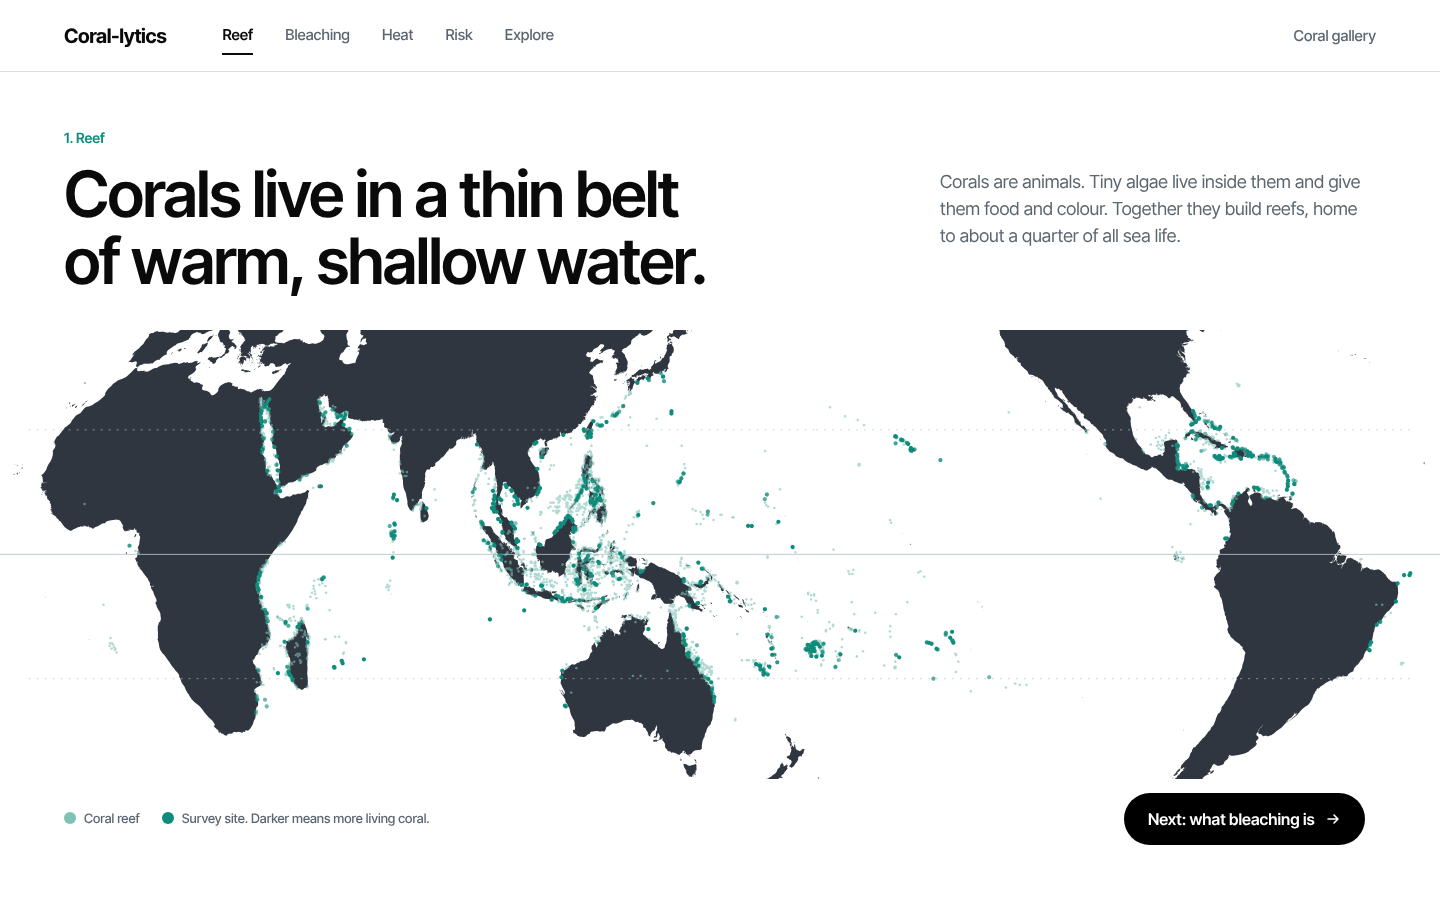 Coral-lytics
Reef
Bleaching
Heat
Risk
Explore
Coral gallery
1. Reef
Corals live in a thin belt
of warm, shallow water.
Corals are animals. Tiny algae live inside them and give
them food and colour. Together they build reefs, home
to about a quarter of all sea life.
Coral reef
Survey site. Darker means more living coral.
Next: what bleaching is →